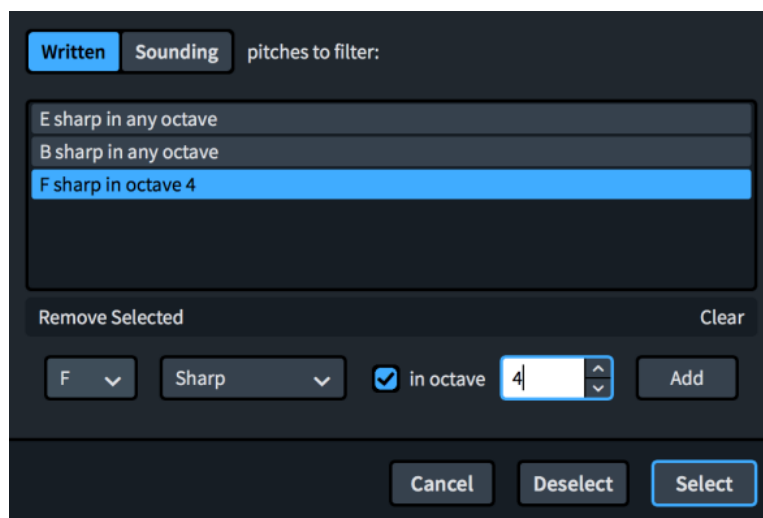 Written Sounding pitches to filter:
E sharp in any octave
B sharp in any octave
F sharp in octave 4
Remove Selected Clear
F Sharp in octave 4 Add
Cancel Deselect Select